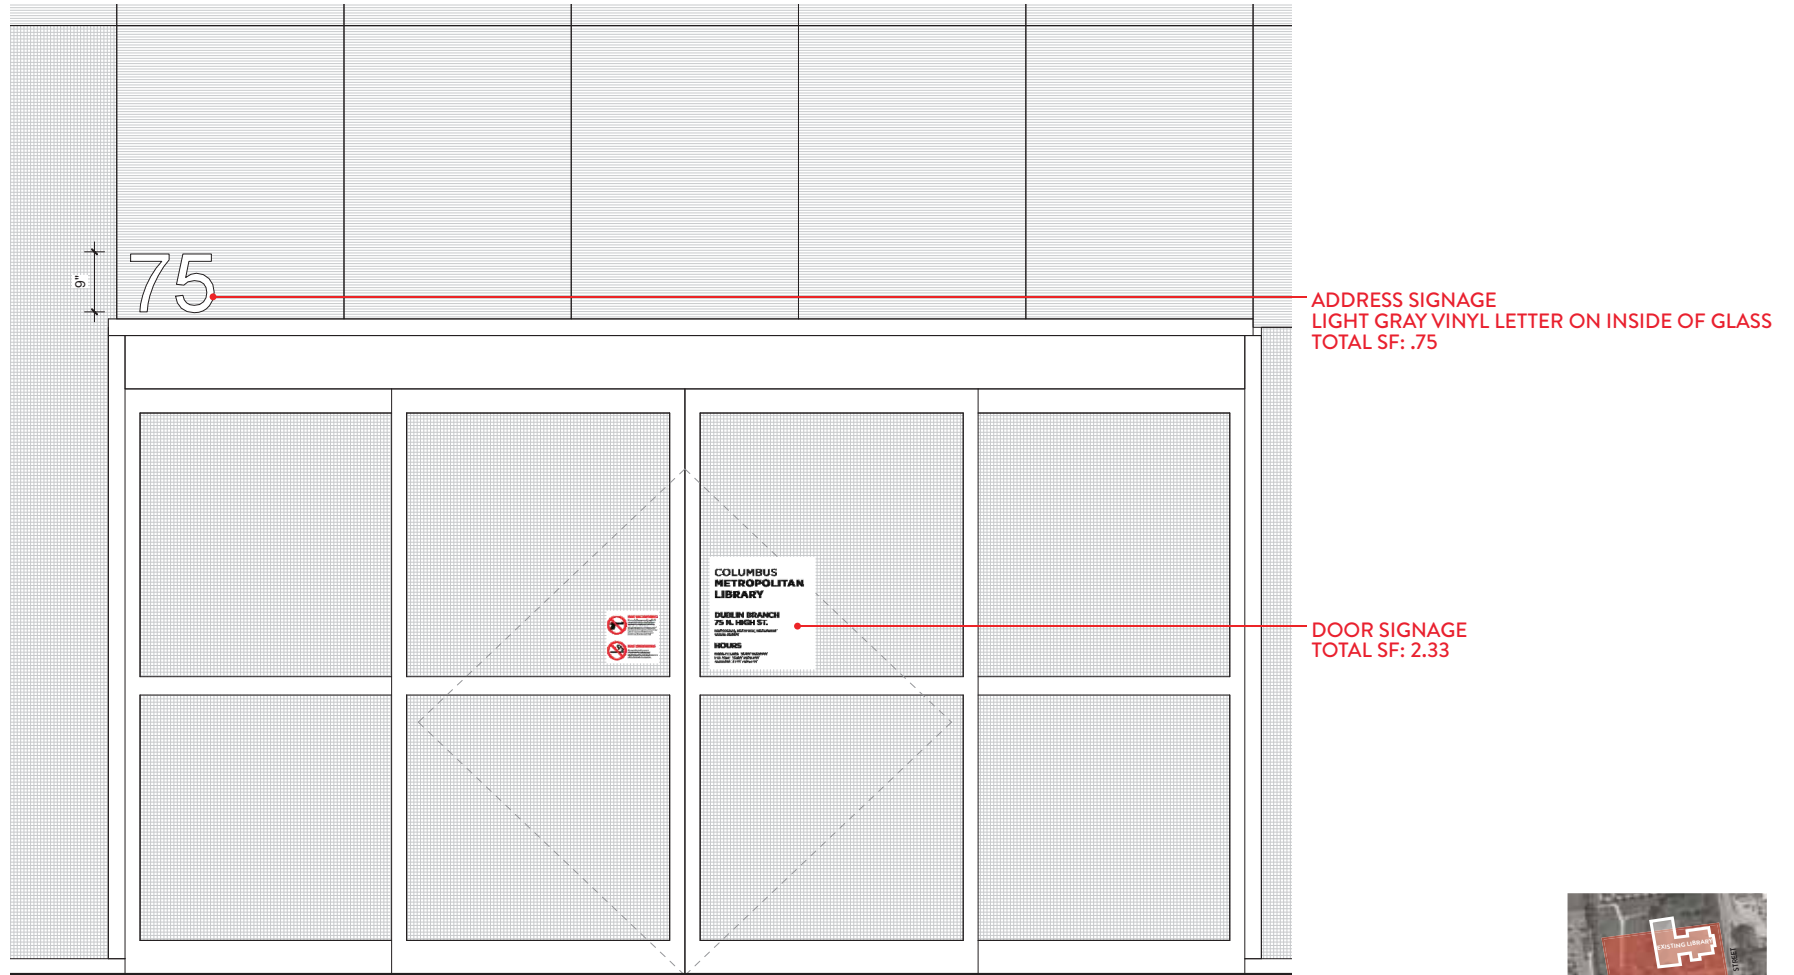 75
9"
ADDRESS SIGNAGE
LIGHT GRAY VINYL LETTER ON INSIDE OF GLASS
TOTAL SF: .75
COLUMBUS
METROPOLITAN
LIBRARY
DUBLIN BRANCH
75 N. HIGH ST.
HOURS
DOOR SIGNAGE
TOTAL SF: 2.33
EXISTING LIBRARY
STREET